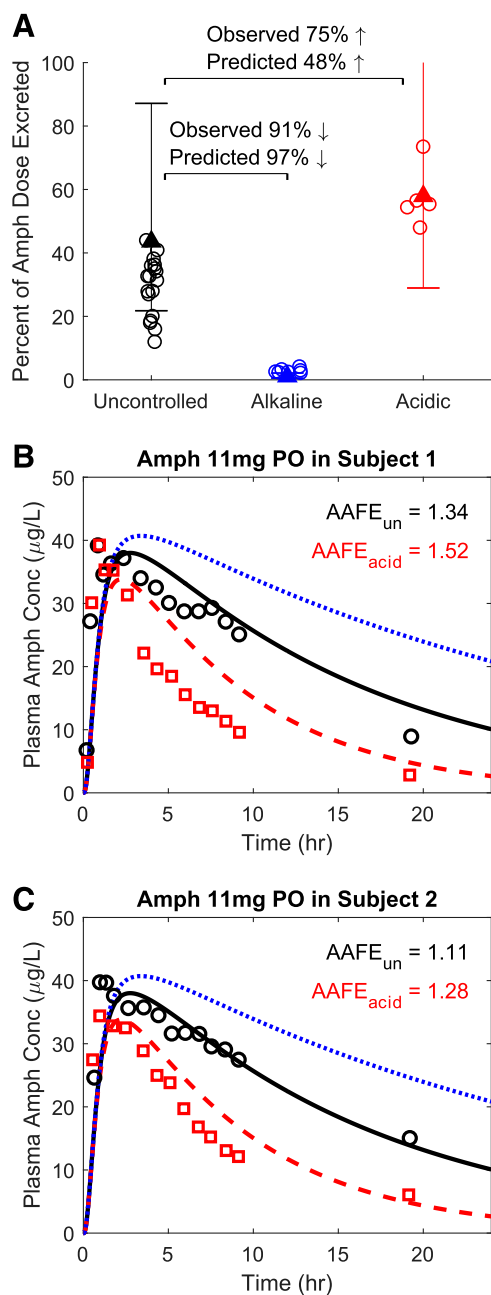 A
Observed 75% ↑
Predicted 48% ↑
Observed 91% ↓
Predicted 97% ↓
Percent of Amph Dose Excreted
100
80
60
40
20
0
Uncontrolled Alkaline Acidic
B
Amph 11mg PO in Subject 1
AAFEun = 1.34
AAFEacid = 1.52
Plasma Amph Conc (μg/L)
50
40
30
20
10
0
0 5 10 15 20
Time (hr)
C
Amph 11mg PO in Subject 2
AAFEun = 1.11
AAFEacid = 1.28
Plasma Amph Conc (μg/L)
50
40
30
20
10
0
0 5 10 15 20
Time (hr)